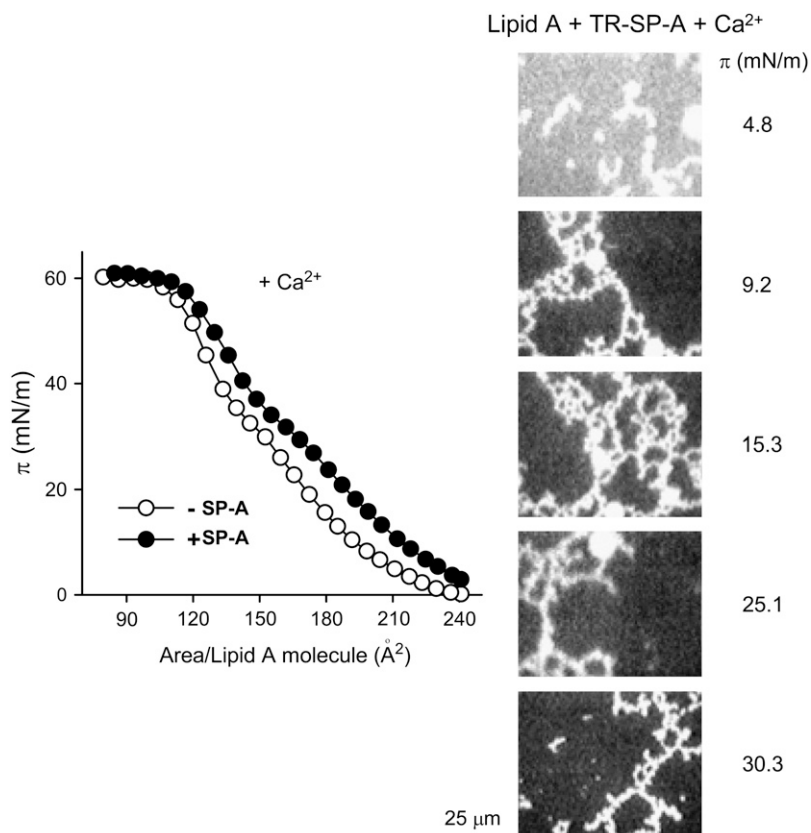 Lipid A + TR-SP-A + Ca²⁺
π (mN/m)
4.8
9.2
15.3
25.1
30.3
25 μm
60
40
20
0
π (mN/m)
+ Ca²⁺
- SP-A
+SP-A
90 120 150 180 210 240
Area/Lipid A molecule (Å²)